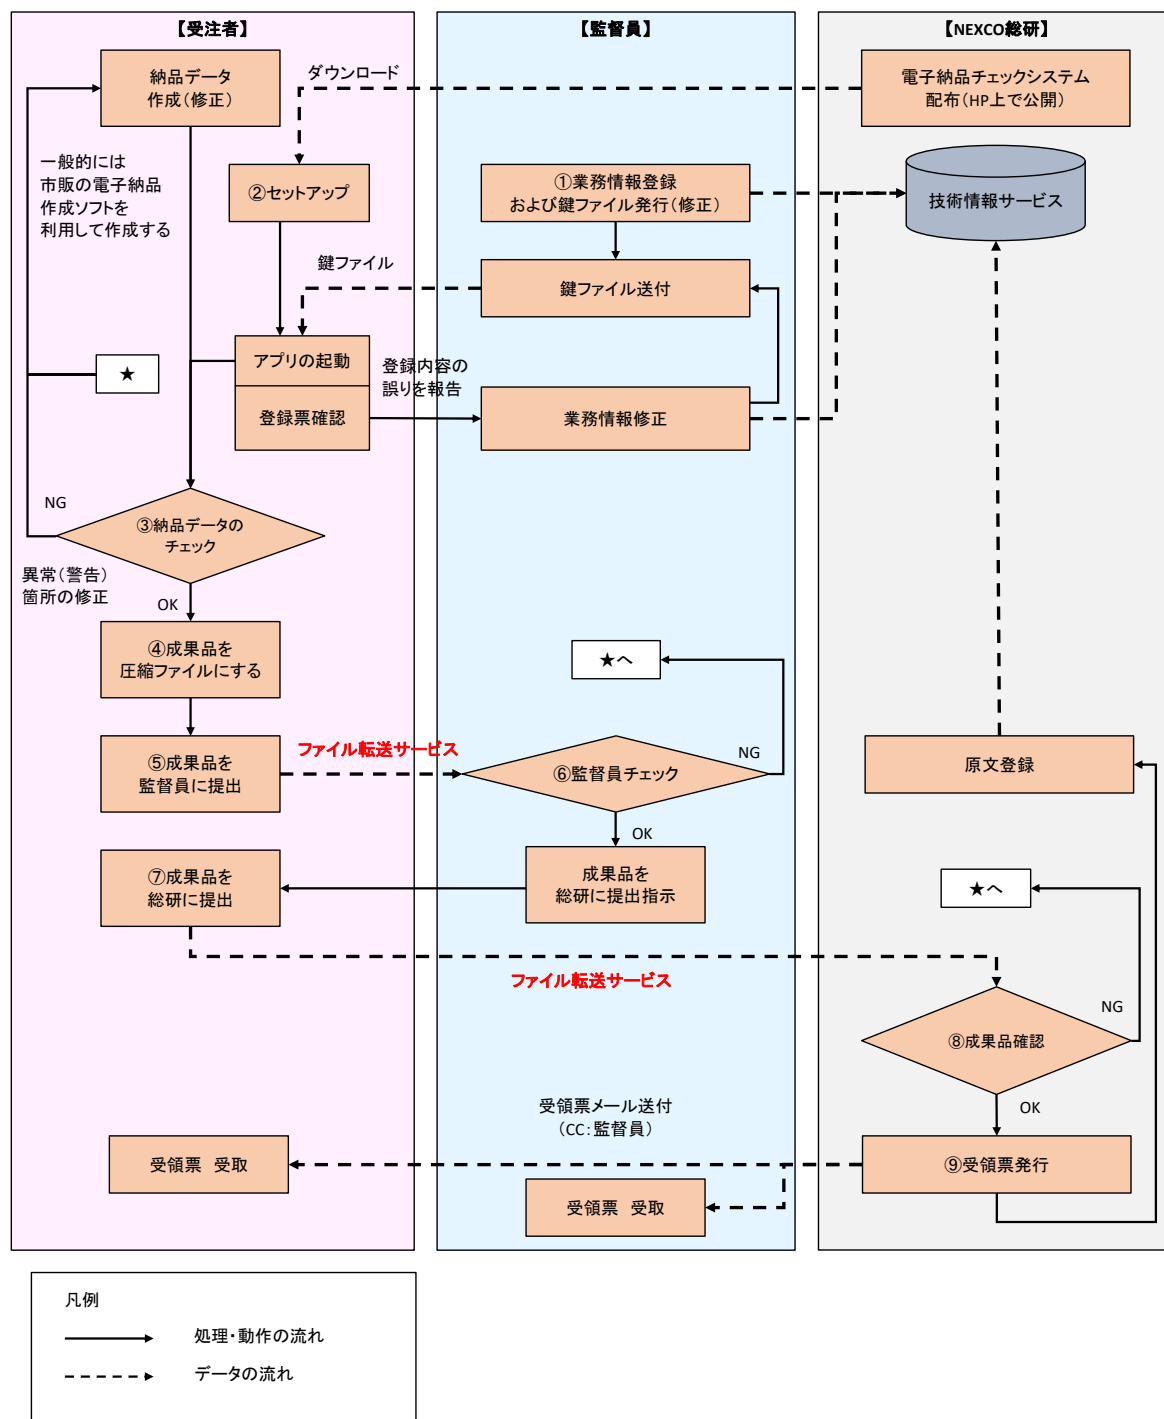 【受注者】
【監督員】
【NEXCO総研】
納品データ
作成(修正)
ダウンロード
電子納品チェックシステム
配布(HP上で公開)
一般的には
市販の電子納品
作成ソフトを
利用して作成する
②セットアップ
①業務情報登録
および鍵ファイル発行(修正)
技術情報サービス
鍵ファイル
鍵ファイル送付
★
アプリの起動
登録票確認
登録内容の
誤りを報告
業務情報修正
NG
③納品データの
チェック
異常(警告)
箇所の修正
OK
④成果品を
圧縮ファイルにする
★へ
⑤成果品を
監督員に提出
ファイル転送サービス
⑥監督員チェック
NG
OK
原文登録
⑦成果品を
総研に提出
成果品を
総研に提出指示
★へ
ファイル転送サービス
NG
⑧成果品確認
OK
受領票メール送付
(CC:監督員)
受領票 受取
受領票 受取
⑨受領票発行
凡例
処理・動作の流れ
データの流れ